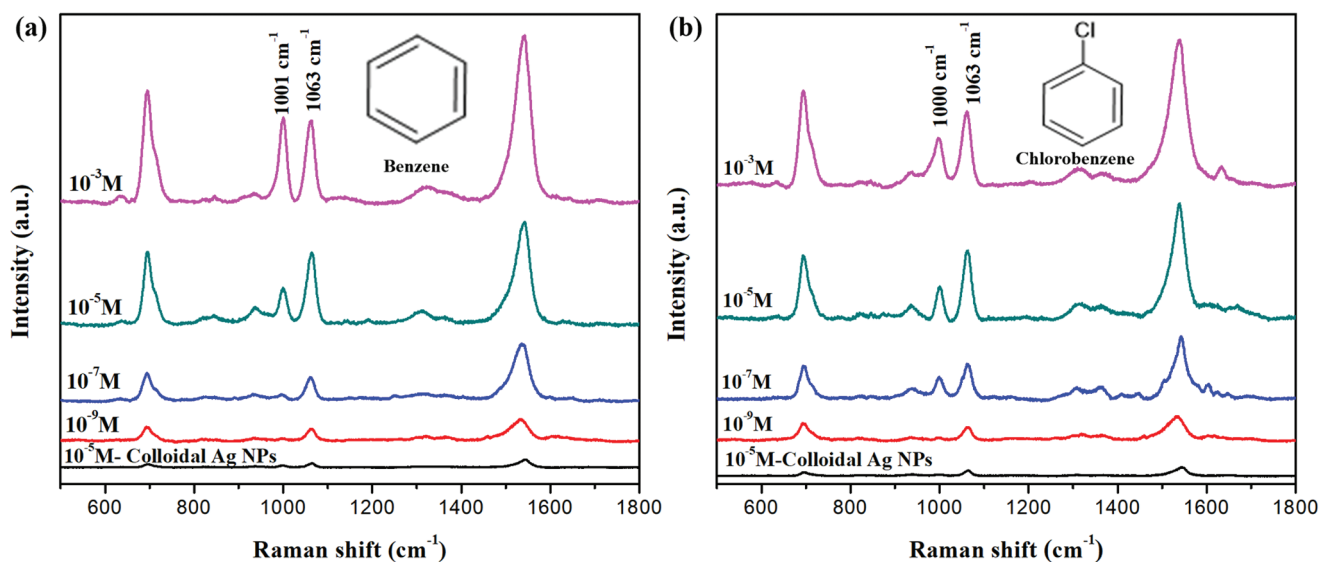 (a)
1001 cm⁻¹
1063 cm⁻¹
Benzene
10⁻³M
10⁻⁵M
10⁻⁷M
10⁻⁹M
10⁻⁵M- Colloidal Ag NPs
Intensity (a.u.)
600 800 1000 1200 1400 1600 1800
Raman shift (cm⁻¹)
(b)
1000 cm⁻¹
1063 cm⁻¹
Cl
Chlorobenzene
10⁻³M
10⁻⁵M
10⁻⁷M
10⁻⁹M
10⁻⁵M-Colloidal Ag NPs
Intensity (a.u.)
600 800 1000 1200 1400 1600 1800
Raman shift (cm⁻¹)